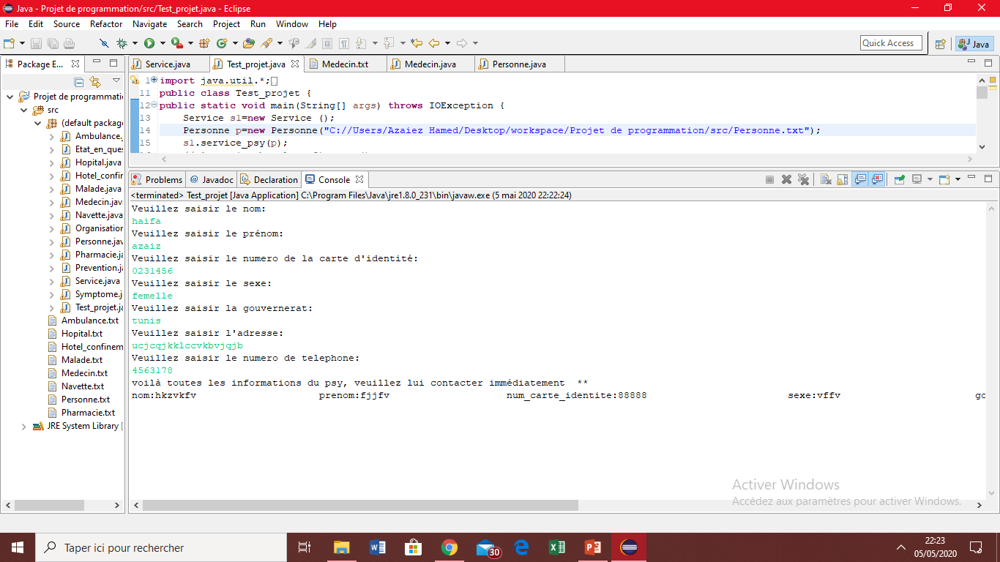 Java - Projet de programmation/src/Test_projet.java - Eclipse
File Edit Source Refactor Navigate Search Project Run Window Help
Quick Access
Java
Package E...
Service.java Test_projet.java Medecin.txt Medecin.java Personne.java
Projet de programmati
src
(default packag
Ambulance.
Etat_en_ques
Hopital.java
Hotel_confir
Malade.java
Medecin.java
Navette.java
Organisation
Personne.jav
Pharmacie.ja
Prevention.j
Service.java
Symptome.j
Test_projet.ja
Ambulance.txt
Hopital.txt
Hotel_confinem
Malade.txt
Medecin.txt
Navette.txt
Personne.txt
Pharmacie.txt
JRE System Library [
1 import java.util.*;
11 public class Test_projet {
12 public static void main(String[] args) throws IOException {
13 Service s1=new Service ();
14 Personne p=new Personne("C://Users/Azaiez Hamed/Desktop/workspace/Projet de programmation/src/Personne.txt");
15 s1.service_psy(p);
Problems @ Javadoc Declaration Console
<terminated> Test_projet [Java Application] C:\Program Files\Java\jre1.8.0_231\bin\javaw.exe (5 mai 2020 22:22:24)
Veuillez saisir le nom:
haifa
Veuillez saisir le prénom:
azaiz
Veuillez saisir le numero de la carte d'identité:
0231456
Veuillez saisir le sexe:
femelle
Veuillez saisir la gouvernerat:
tunis
Veuillez saisir l'adresse:
ucjcqjkklccvkbvjqjb
Veuillez saisir le numero de telephone:
4563178
voilà toutes les informations du psy, veuillez lui contacter immédiatement **
nom:hkzvkfv prenom:fjjfv num_carte_identite:88888 sexe:vffv gc
Activer Windows
Accédez aux paramètres pour activer Windows.
Taper ici pour rechercher
30
22:23
05/05/2020